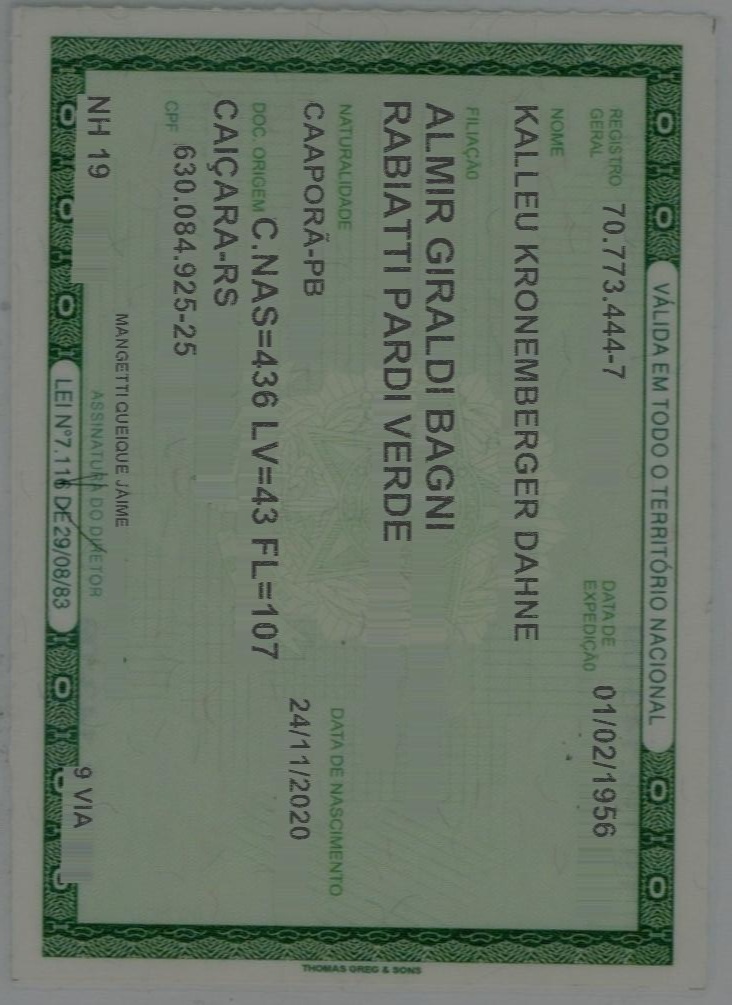 VÁLIDA EM TODO O TERRITÓRIO NACIONAL
REGISTRO GERAL 70.773.444-7 DATA DE EXPEDIÇÃO 01/02/1956
NOME
KALLEU KRONEMBERGER DAHNE
FILIAÇÃO
ALMIR GIRALDI BAGNI
RABIATTI PARDI VERDE
NATURALIDADE DATA DE NASCIMENTO
CAAPORÃ-PB 24/11/2020
DOC. ORIGEM C.NAS=436 LV=43 FL=107
CAIÇARA-RS
CPF 630.084.925-25
MANGETTI QUEIQUE JAIME
NH 19 ASSINATURA DO DIRETOR 9 VIA
LEI Nº 7.116 DE 29/08/83
THOMAS GREG & SONS